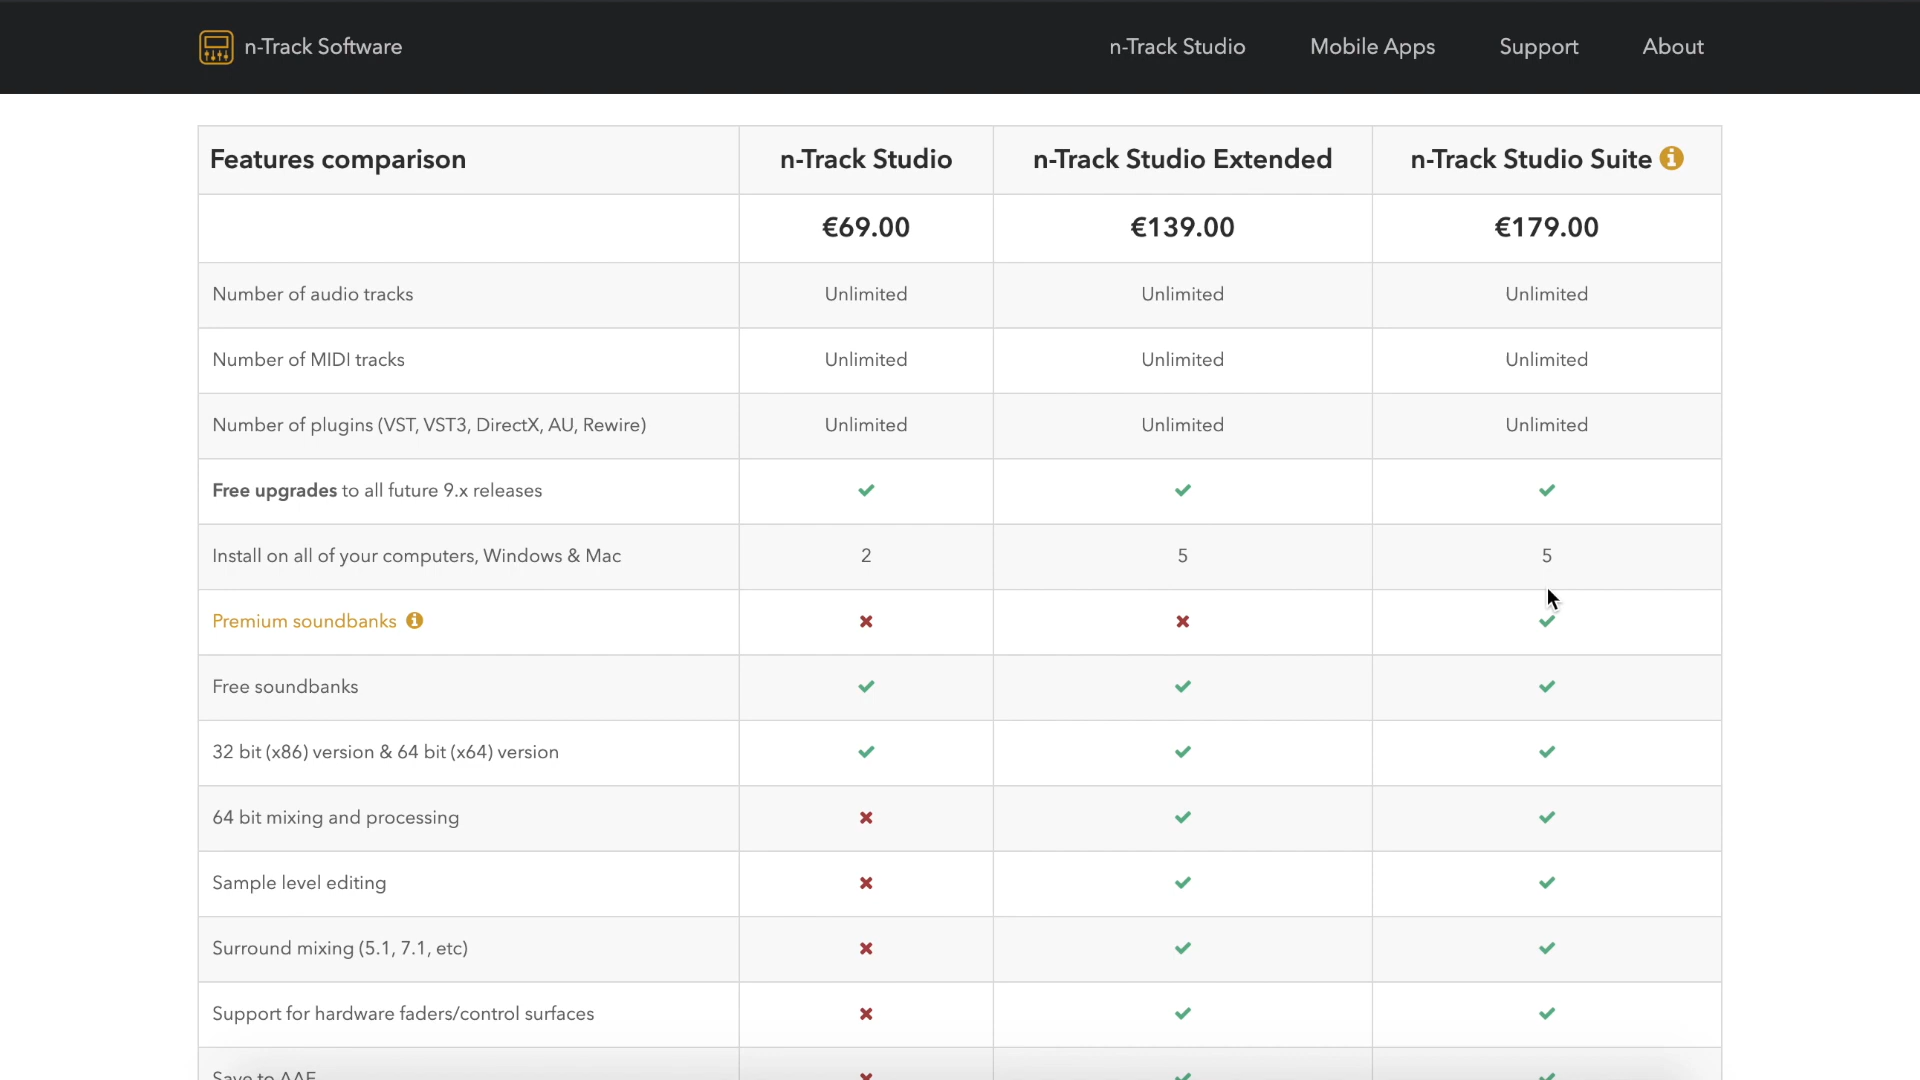 n-Track Software
n-Track Studio
Mobile Apps
Support
About
Features comparison
n-Track Studio
n-Track Studio Extended
n-Track Studio Suite
€69.00
€139.00
€179.00
Number of audio tracks
Unlimited
Unlimited
Unlimited
Number of MIDI tracks
Unlimited
Unlimited
Unlimited
Number of plugins (VST, VST3, DirectX, AU, Rewire)
Unlimited
Unlimited
Unlimited
Free upgrades to all future 9.x releases
Install on all of your computers, Windows & Mac
2
5
5
Premium soundbanks
Free soundbanks
32 bit (x86) version & 64 bit (x64) version
64 bit mixing and processing
Sample level editing
Surround mixing (5.1, 7.1, etc)
Support for hardware faders/control surfaces
Save to AAF